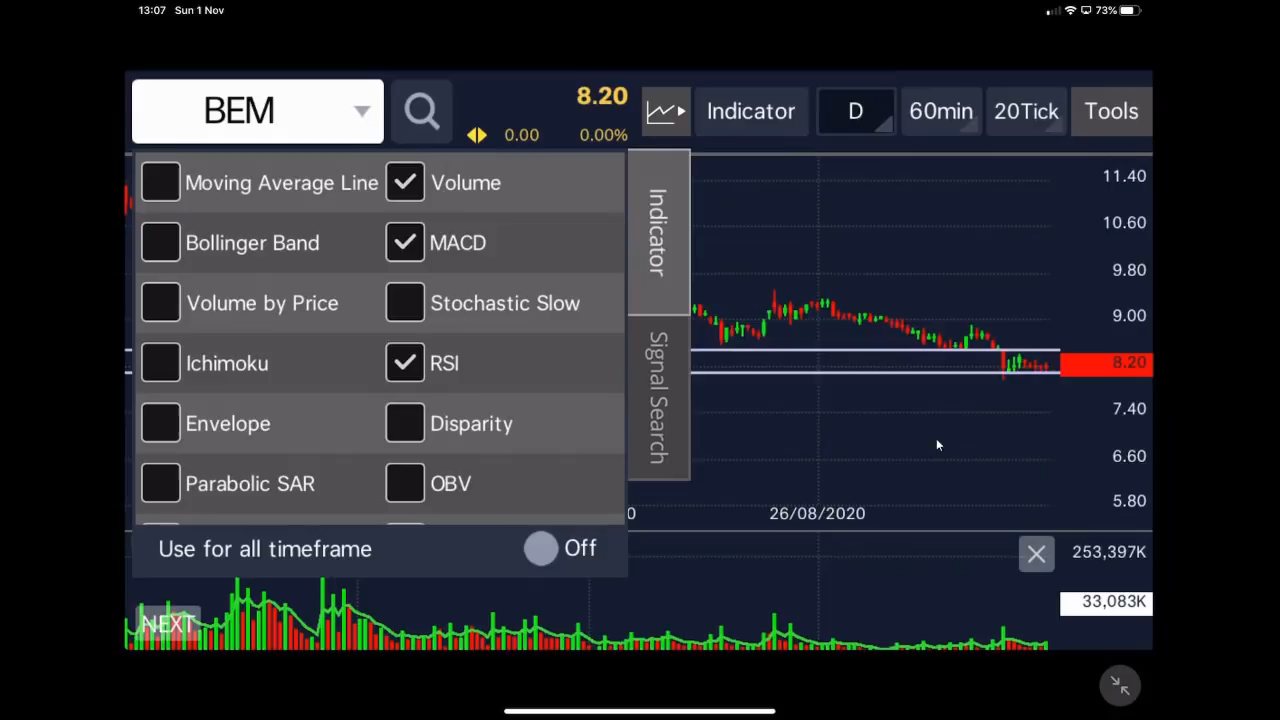 13:07 Sun 1 Nov
73%
BEM
8.20
0.00 0.00%
Indicator
D
60min
20Tick
Tools
Moving Average Line
Volume
Bollinger Band
MACD
Volume by Price
Stochastic Slow
Ichimoku
RSI
Envelope
Disparity
Parabolic SAR
OBV
Use for all timeframe
Off
Indicator
Signal Search
11.40
10.60
9.80
9.00
8.20
7.40
6.60
5.80
0
26/08/2020
253,397K
33,083K
NEXT